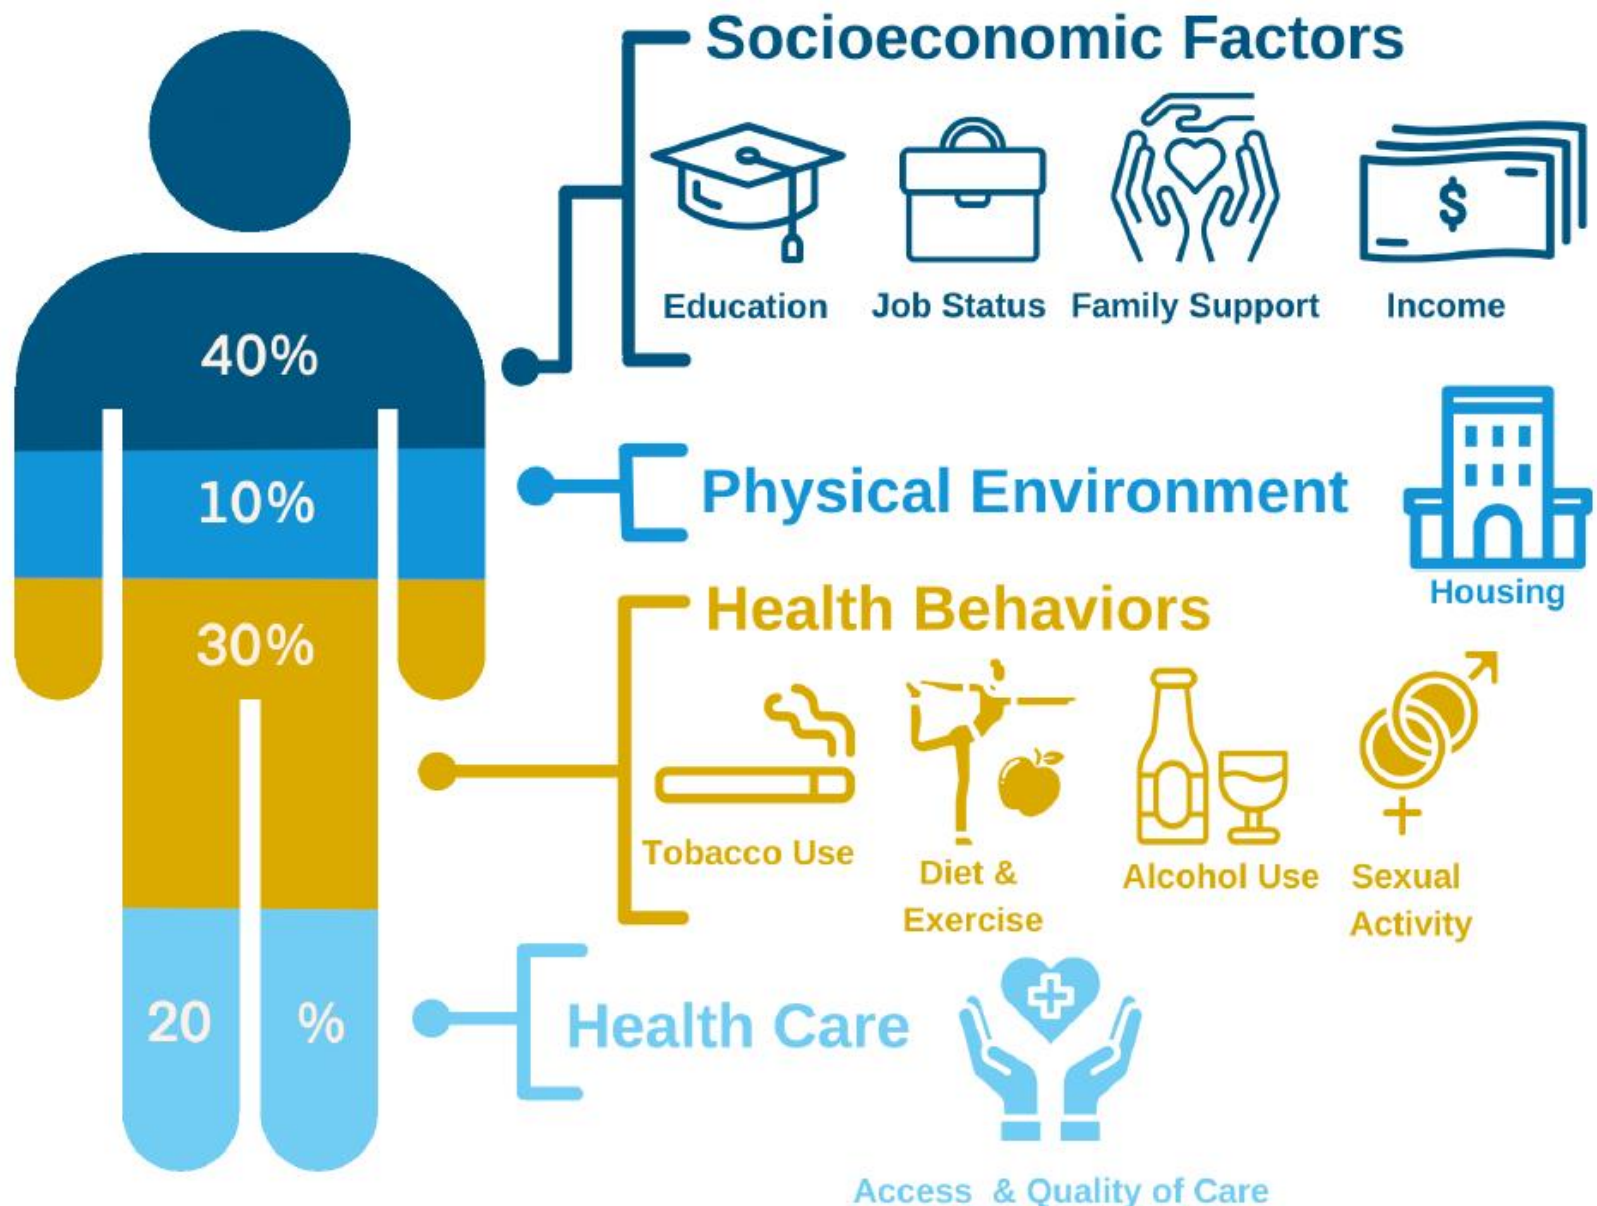 Socioeconomic Factors
$
Education Job Status Family Support Income
40%
10%
Physical Environment
Housing
30%
Health Behaviors
Tobacco Use
Diet &
Exercise
Alcohol Use
Sexual
Activity
20 %
Health Care
Access & Quality of Care